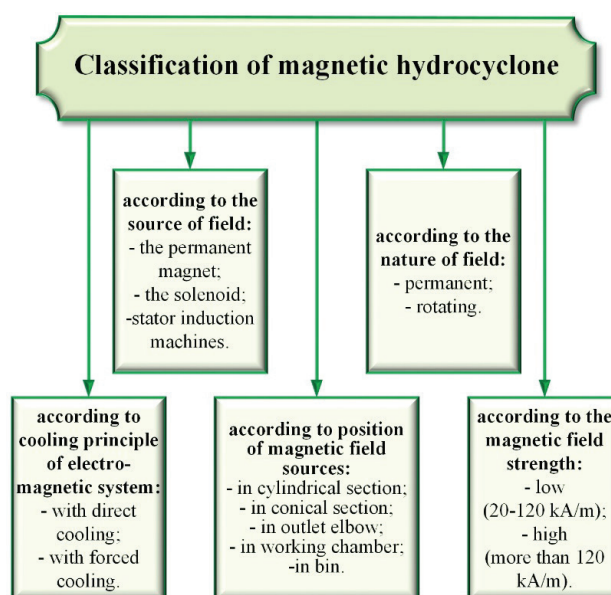 Classification of magnetic hydrocyclone
according to the
source of field:
- the permanent
magnet;
- the solenoid;
-stator induction
machines.
according to the
nature of field:
- permanent;
- rotating.
according to
cooling principle
of electro-
magnetic system:
- with direct
cooling;
- with forced
cooling.
according to position
of magnetic field
sources:
- in cylindrical section;
- in conical section;
- in outlet elbow;
- in working chamber;
-in bin.
according to the
magnetic field
strength:
- low
(20-120 kA/m);
- high
(more than 120
kA/m).